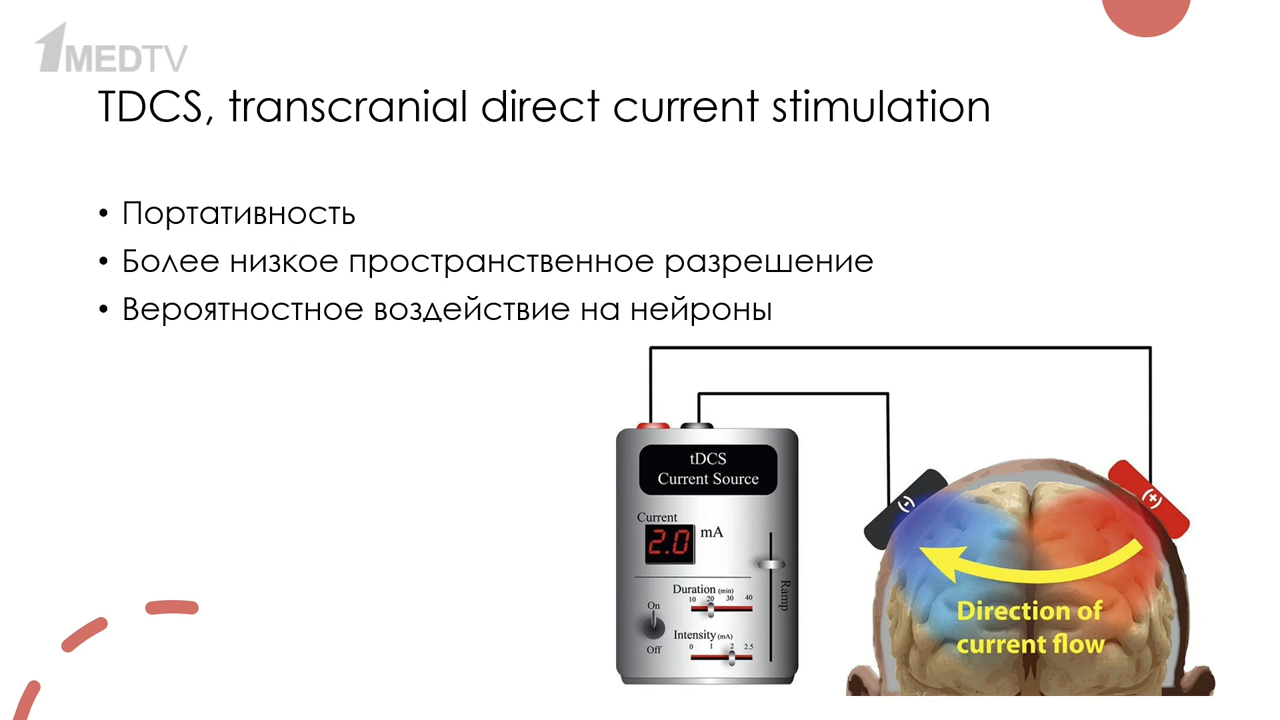 1MEDTV
TDCS, transcranial direct current stimulation
• Портативность
• Более низкое пространственное разрешение
• Вероятностное воздействие на нейроны
tDCS
Current Source
Current
2.0 mA
Duration (min)
10 20 30 40
On
Off
Intensity (mA)
0 1 2 2.5
Ramp
(-)
(+)
Direction of
current flow